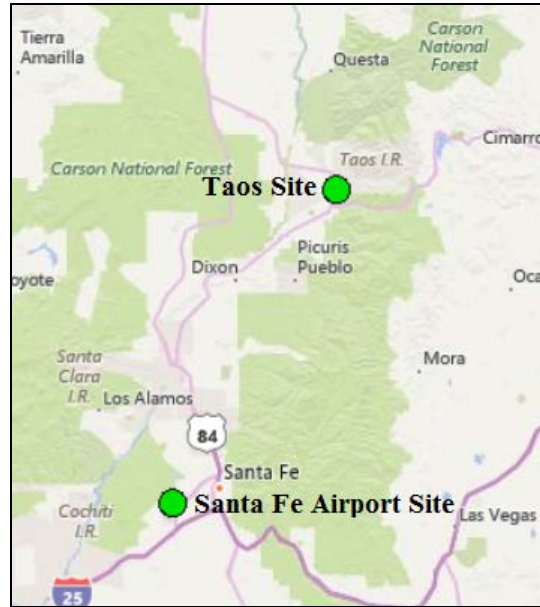 Tierra
Amarilla
Carson
National
Forest
Questa
Cimarro
Taos I.R.
Carson National Forest
Taos Site
Picuris
Pueblo
Dixon
oyote
Oca
Santa
Clara
I.R.
Mora
Los Alamos
84
Santa Fe
Santa Fe Airport Site
Cochiti
I.R.
Las Vegas
25